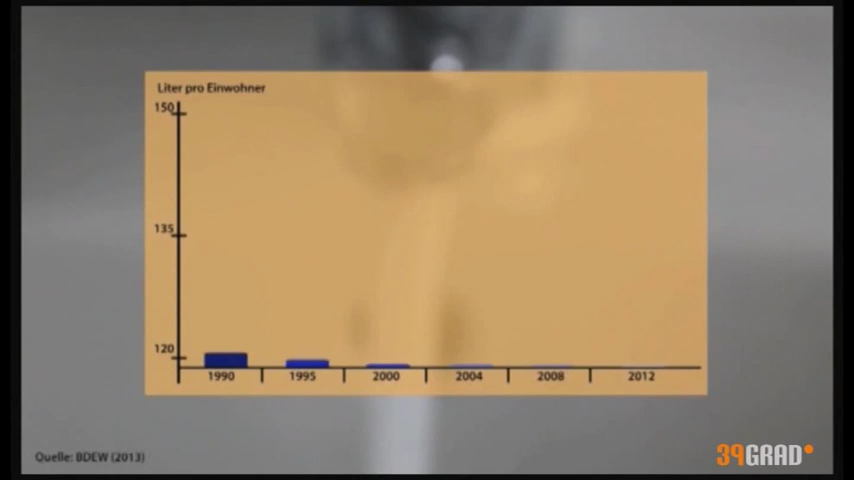 Liter pro Einwohner
150
135
120
1990 1995 2000 2004 2008 2012
Quelle: BDEW (2013)
39GRAD